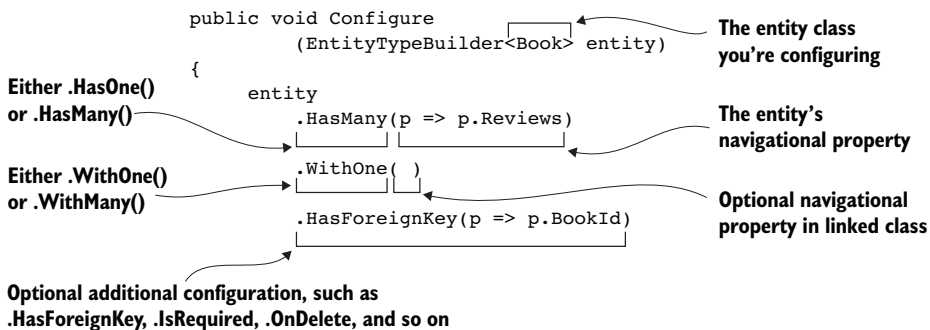 public void Configure
(EntityTypeBuilder<Book> entity)
{
entity
.HasMany(p => p.Reviews)
.WithOne( )
.HasForeignKey(p => p.BookId)
The entity class
you're configuring
Either .HasOne()
or .HasMany()
The entity's
navigational property
Either .WithOne()
or .WithMany()
Optional navigational
property in linked class
Optional additional configuration, such as
.HasForeignKey, .IsRequired, .OnDelete, and so on